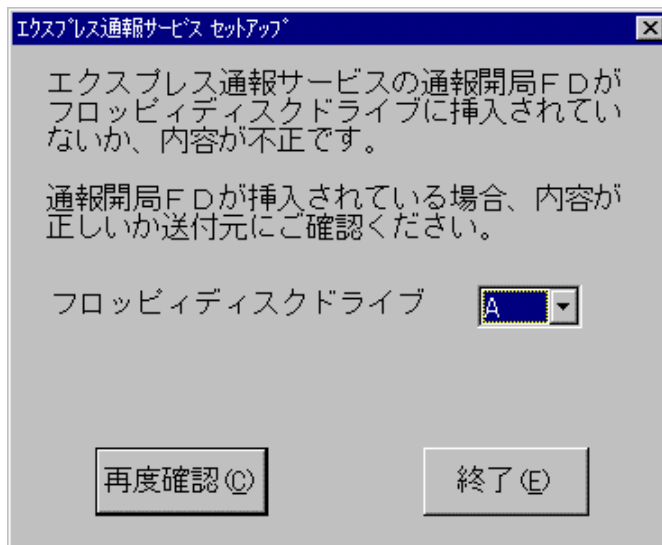 ｴｸｽﾌﾟﾚｽ通報ｻｰﾋﾞｽ ｾｯﾄｱｯﾌﾟ
エクスプレス通報サービスの通報開局ＦＤが
フロッピィディスクドライブに挿入されてい
ないか、内容が不正です。
通報開局ＦＤが挿入されている場合、内容が
正しいか送付元にご確認ください。
フロッピィディスクドライブ A
再度確認(C) 終了(E)